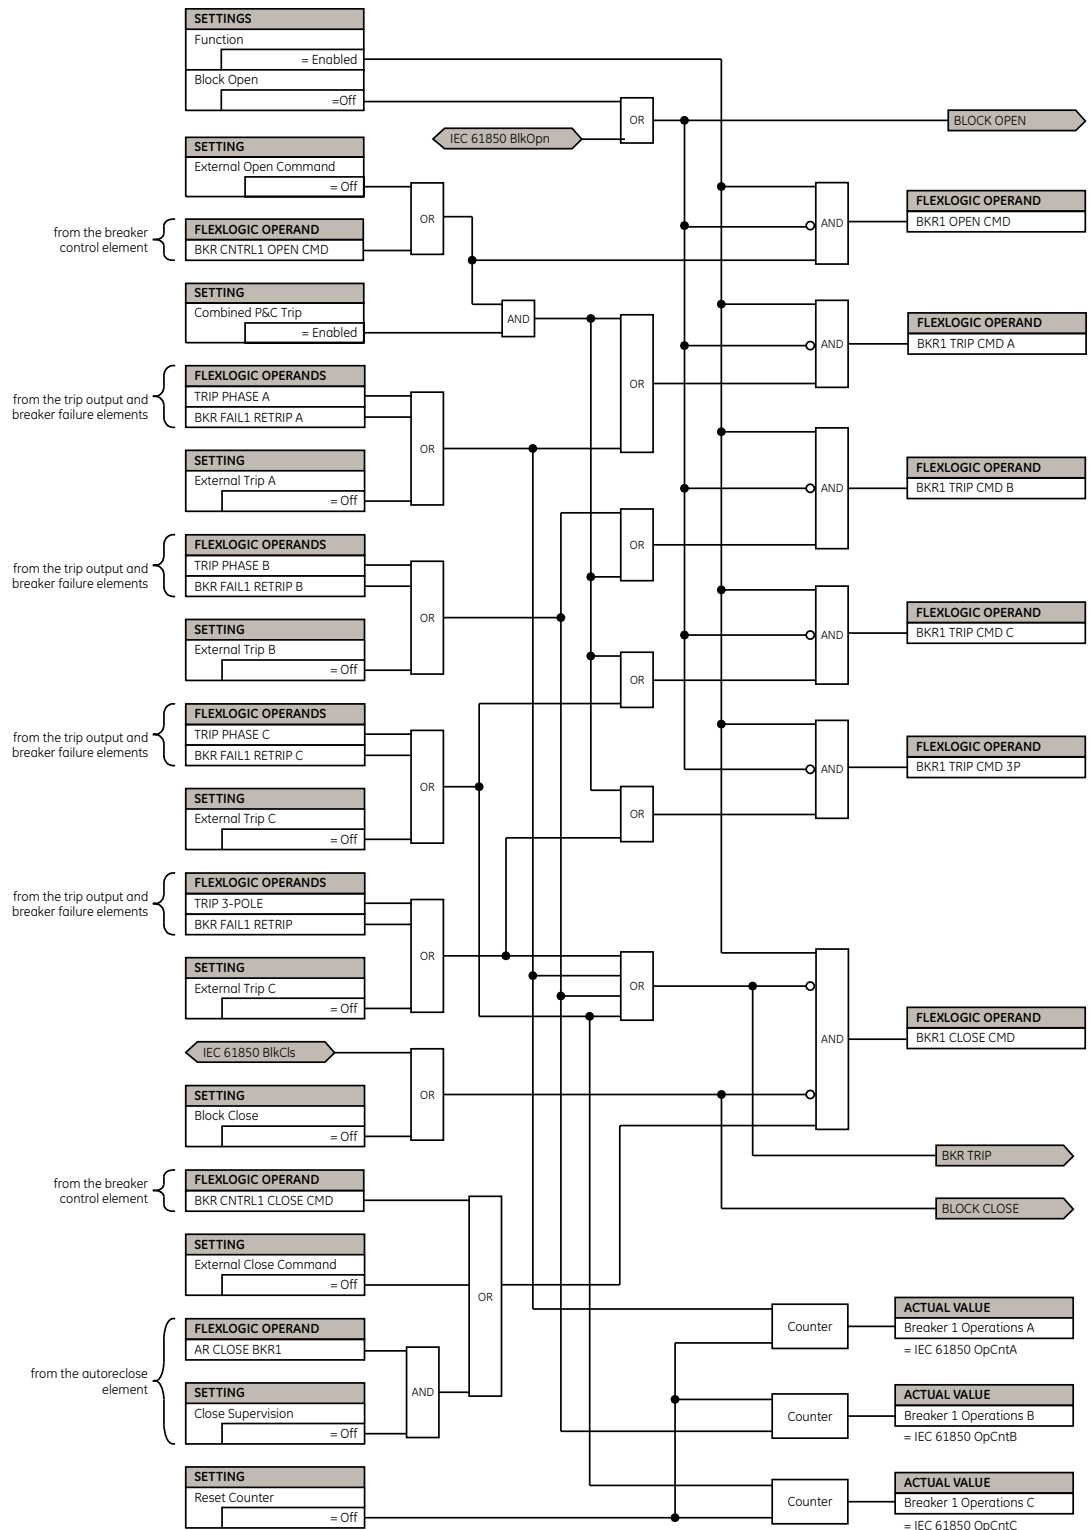 SETTINGS
Function
= Enabled
Block Open
=Off
OR
BLOCK OPEN
IEC 61850 BlkOpn
SETTING
External Open Command
= Off
OR
AND
FLEXLOGIC OPERAND
BKR1 OPEN CMD
from the breaker
control element
FLEXLOGIC OPERAND
BKR CNTRL1 OPEN CMD
SETTING
Combined P&C Trip
= Enabled
AND
OR
AND
FLEXLOGIC OPERAND
BKR1 TRIP CMD A
from the trip output and
breaker failure elements
FLEXLOGIC OPERANDS
TRIP PHASE A
BKR FAIL1 RETRIP A
OR
SETTING
External Trip A
= Off
AND
FLEXLOGIC OPERAND
BKR1 TRIP CMD B
from the trip output and
breaker failure elements
FLEXLOGIC OPERANDS
TRIP PHASE B
BKR FAIL1 RETRIP B
OR
OR
SETTING
External Trip B
= Off
AND
FLEXLOGIC OPERAND
BKR1 TRIP CMD C
OR
from the trip output and
breaker failure elements
FLEXLOGIC OPERANDS
TRIP PHASE C
BKR FAIL1 RETRIP C
OR
AND
FLEXLOGIC OPERAND
BKR1 TRIP CMD 3P
SETTING
External Trip C
= Off
OR
from the trip output and
breaker failure elements
FLEXLOGIC OPERANDS
TRIP 3-POLE
BKR FAIL1 RETRIP
OR
SETTING
External Trip C
= Off
OR
AND
FLEXLOGIC OPERAND
BKR1 CLOSE CMD
IEC 61850 BlkCls
SETTING
Block Close
= Off
OR
BKR TRIP
from the breaker
control element
FLEXLOGIC OPERAND
BKR CNTRL1 CLOSE CMD
BLOCK CLOSE
SETTING
External Close Command
= Off
OR
from the autoreclose
element
FLEXLOGIC OPERAND
AR CLOSE BKR1
AND
SETTING
Close Supervision
= Off
Counter
ACTUAL VALUE
Breaker 1 Operations A
= IEC 61850 OpCntA
Counter
ACTUAL VALUE
Breaker 1 Operations B
= IEC 61850 OpCntB
SETTING
Reset Counter
= Off
Counter
ACTUAL VALUE
Breaker 1 Operations C
= IEC 61850 OpCntC